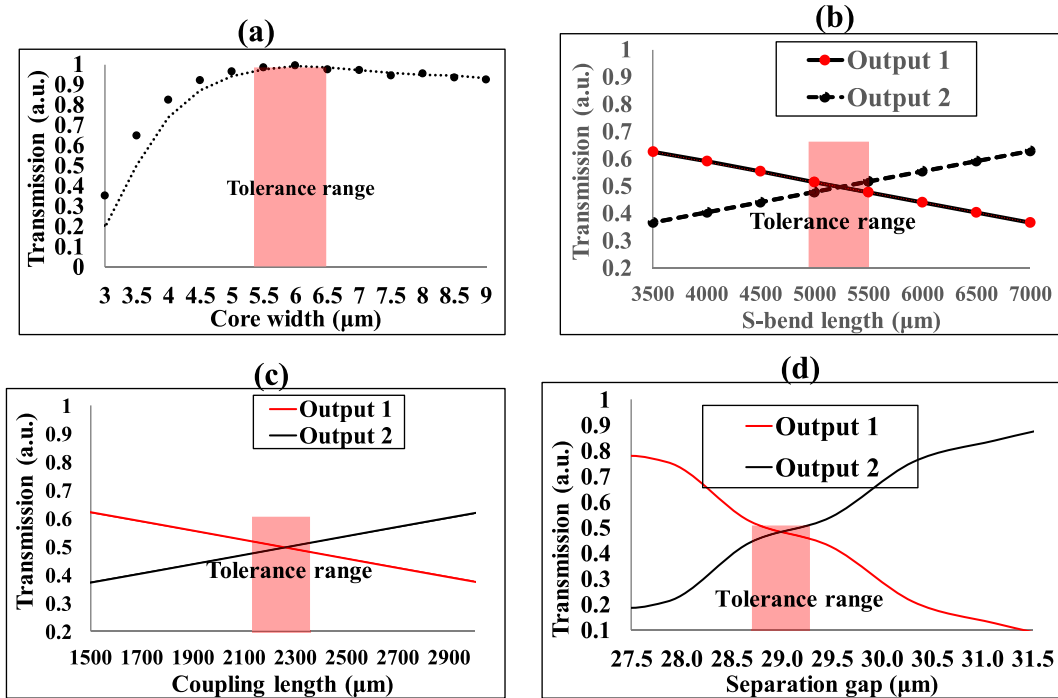 (a)
Transmission (a.u.)
1
0.9
0.8
0.7
0.6
0.5
0.4
0.3
0.2
0.1
0
Tolerance range
3 3.5 4 4.5 5 5.5 6 6.5 7 7.5 8 8.5 9
Core width (µm)
(b)
Transmission (a.u.)
1
0.9
0.8
0.7
0.6
0.5
0.4
0.3
0.2
Output 1
Output 2
Tolerance range
3500 4000 4500 5000 5500 6000 6500 7000
S-bend length (µm)
(c)
Transmission (a.u.)
1
0.9
0.8
0.7
0.6
0.5
0.4
0.3
0.2
Output 1
Output 2
Tolerance range
1500 1700 1900 2100 2300 2500 2700 2900
Coupling length (µm)
(d)
Transmission (a.u.)
1
0.9
0.8
0.7
0.6
0.5
0.4
0.3
0.2
0.1
Output 1
Output 2
Tolerance range
27.5 28.0 28.5 29.0 29.5 30.0 30.5 31.0 31.5
Separation gap (µm)